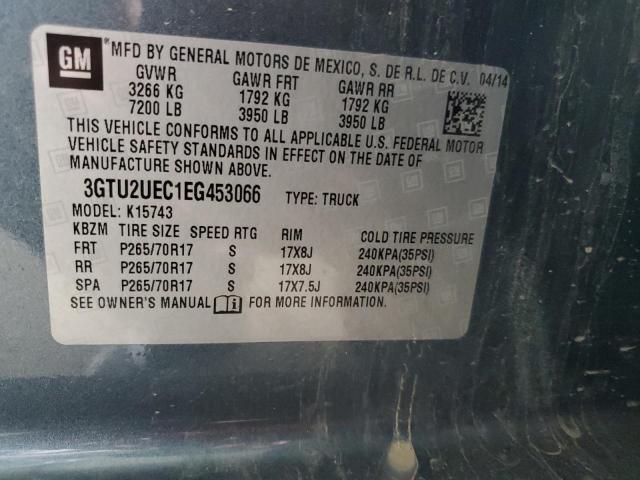 GM
*MFD BY GENERAL MOTORS DE MEXICO, S. DE R.L. DE C.V. 04/14
GVWR GAWR FRT GAWR RR
3266 KG 1792 KG 1792 KG
7200 LB 3950 LB 3950 LB
THIS VEHICLE CONFORMS TO ALL APPLICABLE U.S. FEDERAL MOTOR
VEHICLE SAFETY STANDARDS IN EFFECT ON THE DATE OF
MANUFACTURE SHOWN ABOVE.
3GTU2UEC1EG453066 TYPE: TRUCK
MODEL: K15743
KBZM TIRE SIZE SPEED RTG RIM COLD TIRE PRESSURE
FRT P265/70R17 S 17X8J 240KPA(35PSI)
RR P265/70R17 S 17X8J 240KPA(35PSI)
SPA P265/70R17 S 17X7.5J 240KPA(35PSI)
SEE OWNER'S MANUAL FOR MORE INFORMATION.